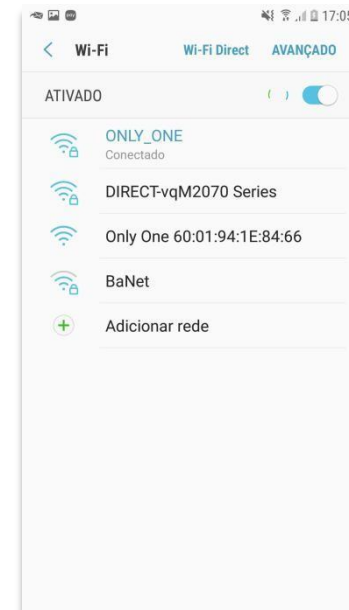 17:05
Wi-Fi Wi-Fi Direct AVANÇADO
ATIVADO
ONLY_ONE
Conectado
DIRECT-vqM2070 Series
Only One 60:01:94:1E:84:66
BaNet
Adicionar rede